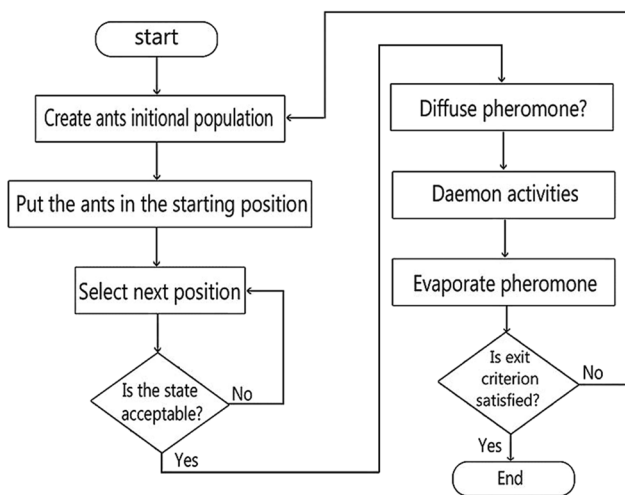 start
Create ants initional population
Put the ants in the starting position
Select next position
Is the state
acceptable?
No
Yes
Diffuse pheromone?
Daemon activities
Evaporate pheromone
Is exit
criterion
satisfied?
No
Yes
End